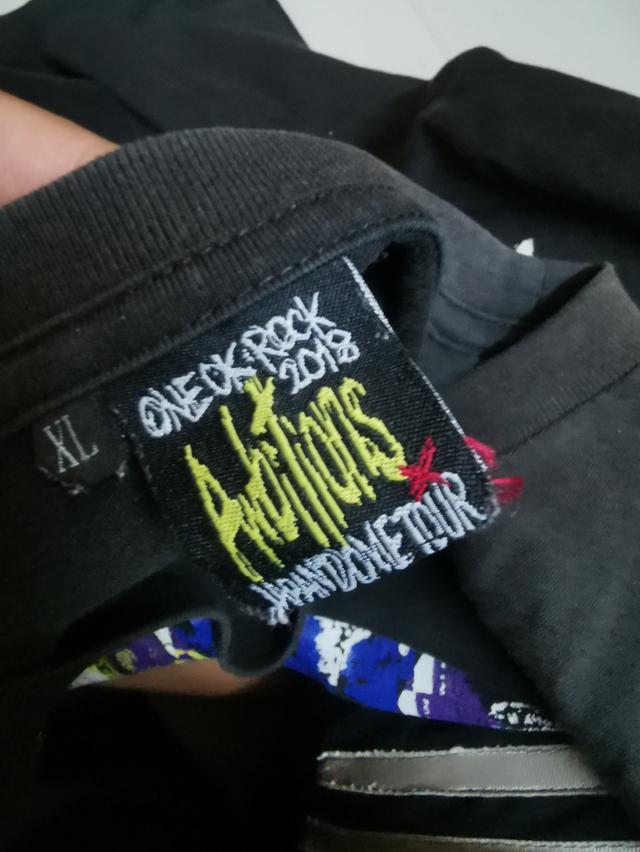 ONE OK ROCK
2018
Ambitions
JAPAN DOME TOUR
XL